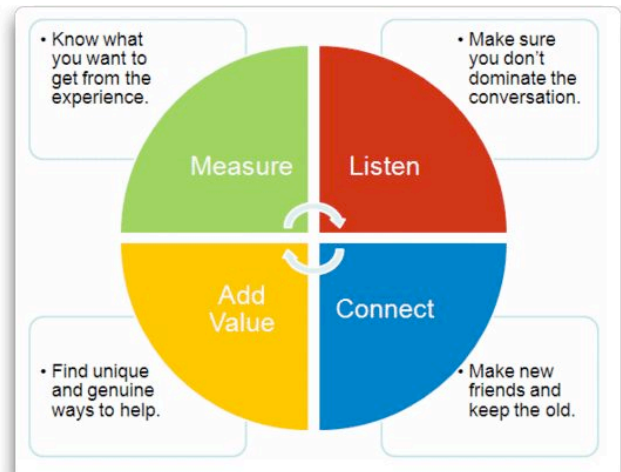 • Know what
you want to
get from the
experience.
• Make sure
you don’t
dominate the
conversation.
Measure
Listen
Add
Value
Connect
• Find unique
and genuine
ways to help.
• Make new
friends and
keep the old.